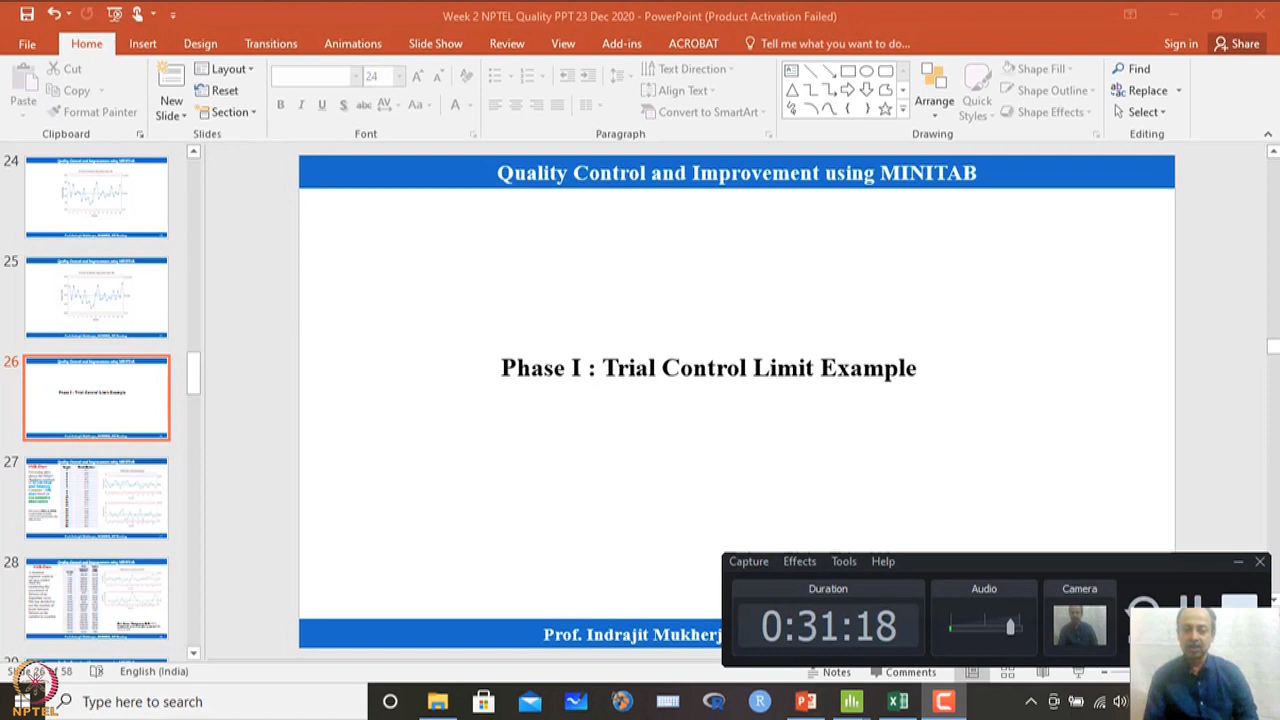 Week 2 NPTEL Quality PPT 23 Dec 2020 - PowerPoint (Product Activation Failed)
File Home Insert Design Transitions Animations Slide Show Review View Add-ins ACROBAT Tell me what you want to do... Sign in Share
Cut
Copy
Format Painter
Paste
Clipboard
New
Slide
Layout
Reset
Section
Slides
24
Font
Text Direction
Align Text
Convert to SmartArt
Paragraph
Arrange
Quick
Styles
Shape Fill
Shape Outline
Shape Effects
Drawing
Find
Replace
Select
Editing
24
25
26
27
28
Quality Control and Improvement using MINITAB
Phase I : Trial Control Limit Example
Prof. Indrajit Mukherj
Capture Effects Tools Help
Duration
0:31:18
Audio
Camera
Slide 26 of 58 English (India)
Notes Comments
Type here to search
NPTEL